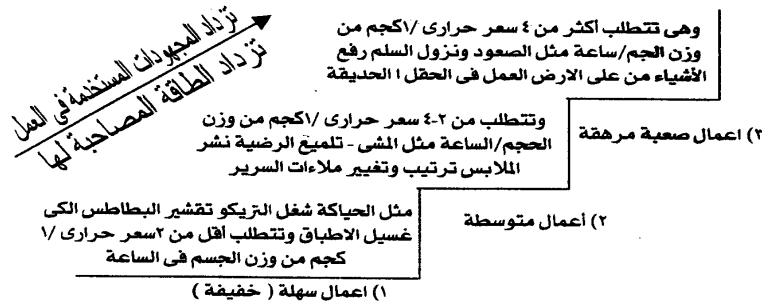 تزداد المجهودات المستخدمة في العمل
تزداد الطاقة المصاحبة لها
وهى تتطلب أكثر من ٤ سعر حرارى /١كجم من
وزن الجم/ساعة مثل الصعود ونزول السلم رفع
الأشياء من على الارض العمل فى الحقل ا الحديقة
٣) اعمال صعبة مرهقة
وتتطلب من ٢-٤ سعر حرارى /١كجم من وزن
الحجم/الساعة مثل المشى - تلميع الرضية نشر
الملابس ترتيب وتغيير ملاءات السرير
٢) أعمال متوسطة
مثل الحياكة شغل التريكو تقشير البطاطس الكى
غسيل الاطباق وتتطلب أقل من ٢سعر حرارى /١
كجم من وزن الجسم فى الساعة
١) اعمال سهلة ( خفيفة )